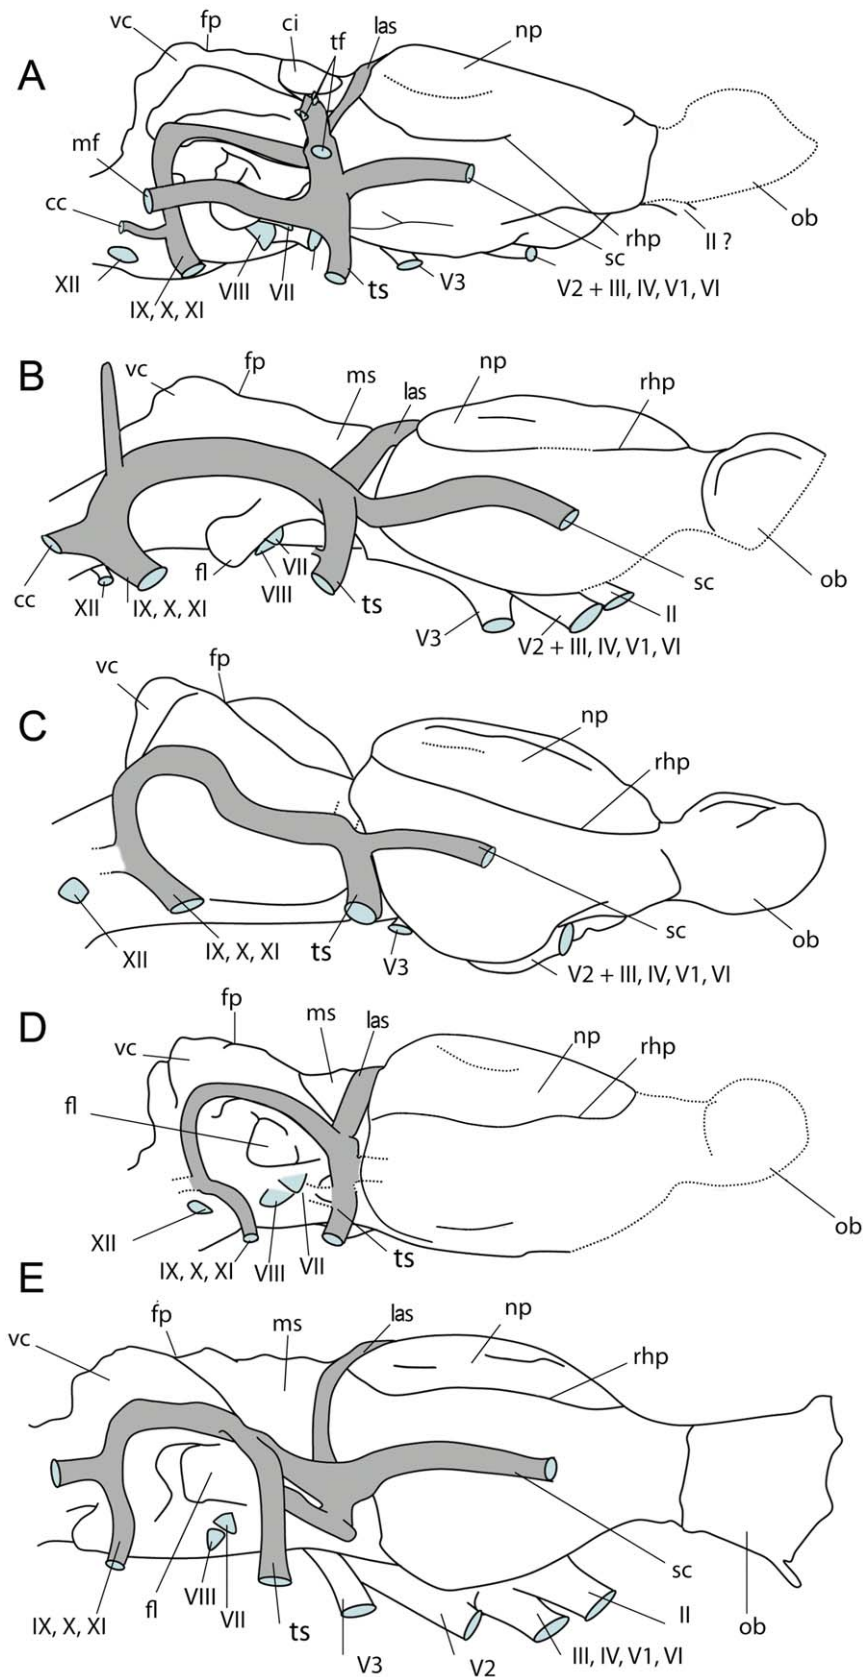 A
vc
fp
ci
tf
las
np
mf
cc
XII
IX, X, XI
VIII
VII
ts
V3
V2 + III, IV, V1, VI
sc
rhp
II ?
ob
B
vc
fp
ms
las
np
rhp
cc
XII
IX, X, XI
fl
VIII
VII
ts
V3
V2 + III, IV, V1, VI
II
sc
ob
C
vc
fp
np
rhp
XII
IX, X, XI
ts
V3
V2 + III, IV, V1, VI
sc
ob
D
fp
vc
ms
las
np
rhp
fl
XII
IX, X, XI
VIII
VII
ts
ob
E
vc
fp
ms
las
np
rhp
IX, X, XI
fl
VIII
VII
ts
V3
V2
III, IV, V1, VI
II
sc
ob